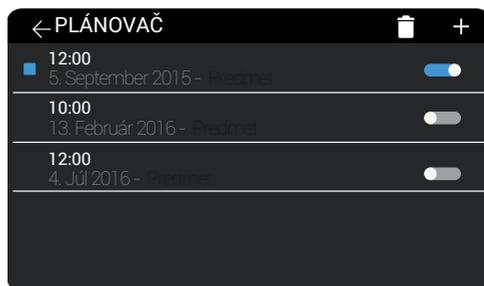 PLÁNOVAČ
12:00
5. September 2015 - Predmet
10:00
13. Február 2016 - Predmet
12:00
4. Júl 2016 - Predmet